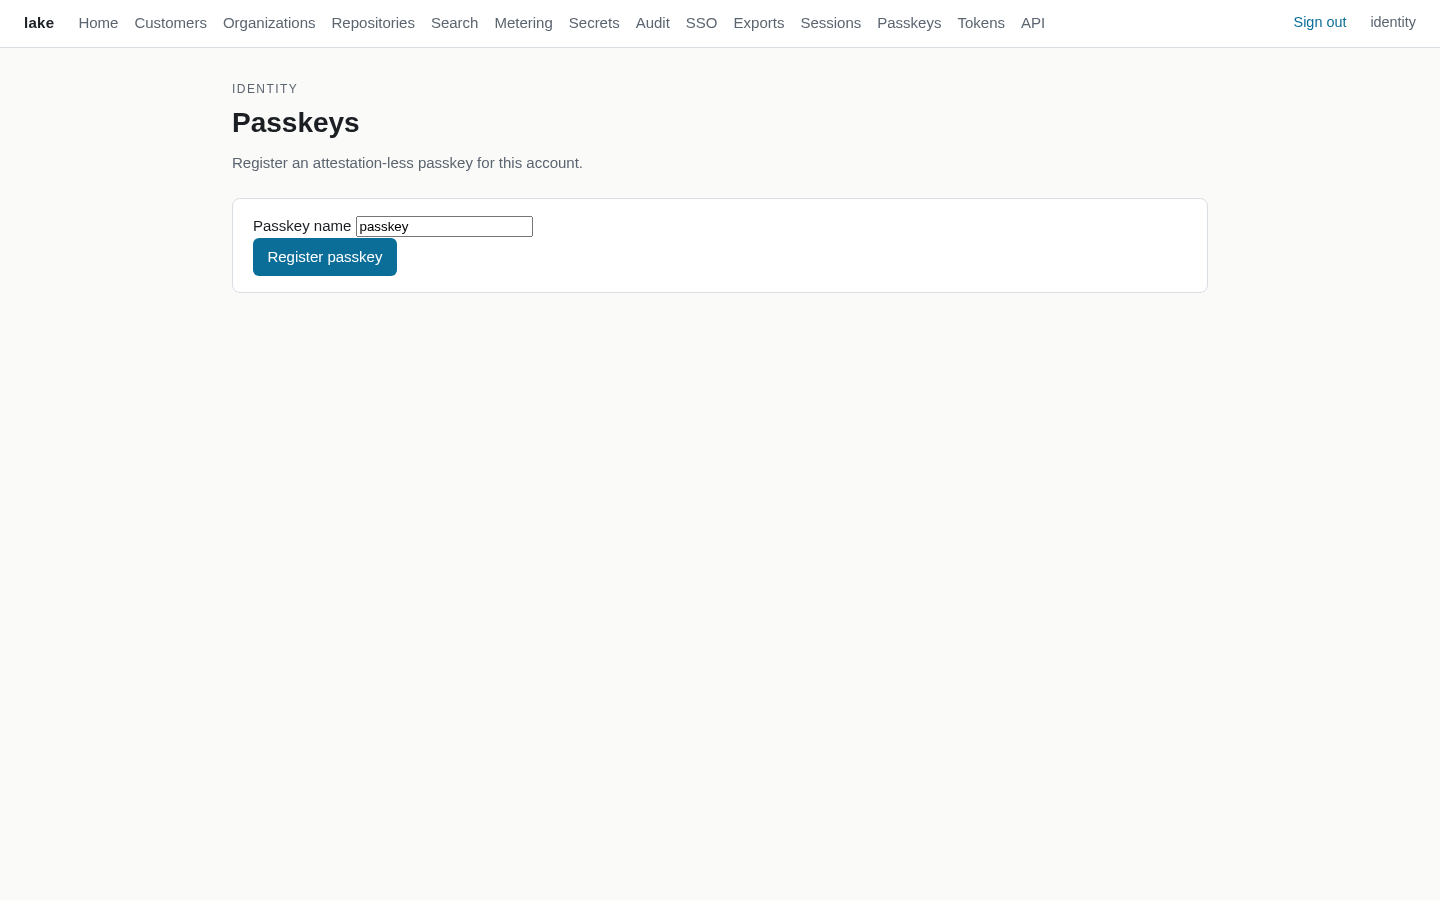 lake Home Customers Organizations Repositories Search Metering Secrets Audit SSO Exports Sessions Passkeys Tokens API Sign out identity
IDENTITY
Passkeys
Register an attestation-less passkey for this account.
Passkey name passkey
Register passkey